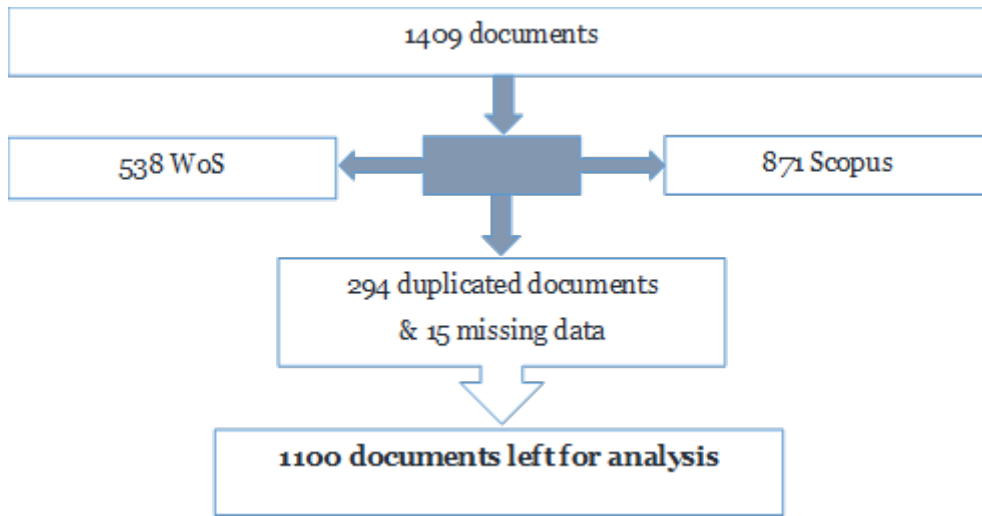 1409 documents
538 WoS
871 Scopus
294 duplicated documents
& 15 missing data
1100 documents left for analysis